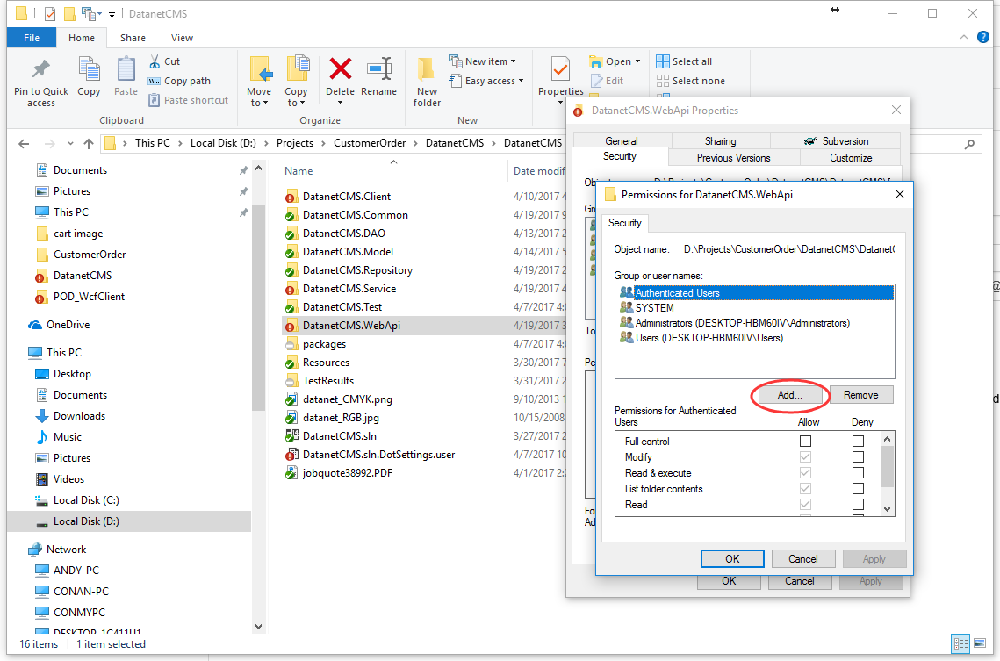 DatanetCMS
File Home Share View
Pin to Quick access
Copy
Paste
Cut
Copy path
Paste shortcut
Clipboard
Move to
Copy to
Delete
Rename
Organize
New folder
New item
Easy access
New
Properties
Open
Edit
Select all
Select none
This PC > Local Disk (D:) > Projects > CustomerOrder > DatanetCMS > DatanetCMS
Documents
Pictures
This PC
cart image
CustomerOrder
DatanetCMS
POD_WcfClient
OneDrive
This PC
Desktop
Documents
Downloads
Music
Pictures
Videos
Local Disk (C:)
Local Disk (D:)
Network
ANDY-PC
CONAN-PC
CONMYPC
DESKTOP-1C411U1
Name Date modif
DatanetCMS.Client 4/10/2017 4
DatanetCMS.Common 4/19/2017 9
DatanetCMS.DAO 4/13/2017 2
DatanetCMS.Model 4/14/2017 5
DatanetCMS.Repository 4/19/2017 2
DatanetCMS.Service 4/19/2017 4
DatanetCMS.Test 4/7/2017 4:
DatanetCMS.WebApi 4/19/2017 3
packages 4/7/2017 4:
Resources 3/30/2017 7
TestResults 3/31/2017 2
datanet_CMYK.png 9/10/2013 1
datanet_RGB.jpg 10/15/2008
DatanetCMS.sln 3/27/2017 2
DatanetCMS.sln.DotSettings.user 4/7/2017 10
jobquote38992.PDF 4/1/2017 2:
DatanetCMS.WebApi Properties
General Sharing Subversion
Security Previous Versions Customize
Permissions for DatanetCMS.WebApi
Security
Object name: D:\Projects\CustomerOrder\DatanetCMS\Datanet
Group or user names:
Authenticated Users
SYSTEM
Administrators (DESKTOP-HBM60IV\Administrators)
Users (DESKTOP-HBM60IV\Users)
Add... Remove
Permissions for Authenticated Users Allow Deny
Full control
Modify
Read & execute
List folder contents
Read
OK Cancel Apply
OK Cancel Apply
16 items 1 item selected